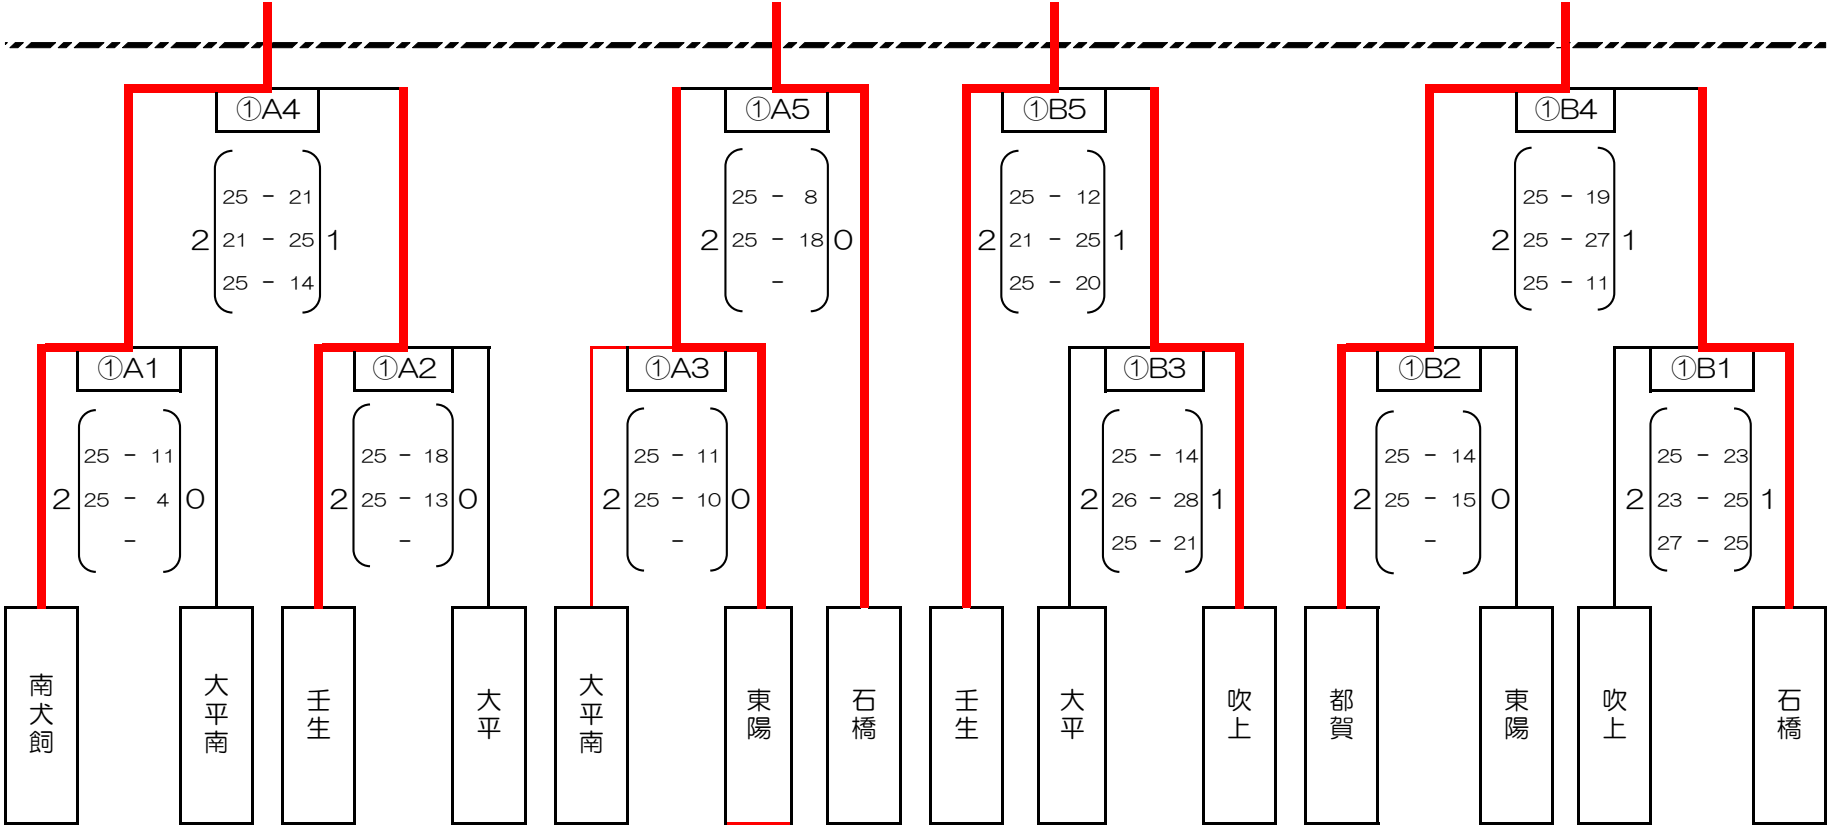 ①A4
①A5
①B5
①B4
25 - 21
2 21 - 25 1
25 - 14
25 - 8
2 25 - 18 0
-
25 - 12
2 21 - 25 1
25 - 20
25 - 19
2 25 - 27 1
25 - 11
①A1
①A2
①A3
①B3
①B2
①B1
25 - 11
2 25 - 4 0
-
25 - 18
2 25 - 13 0
-
25 - 11
2 25 - 10 0
-
25 - 14
2 26 - 28 1
25 - 21
25 - 14
2 25 - 15 0
-
25 - 23
2 23 - 25 1
27 - 25
南犬飼
大平南
壬生
大平
大平南
東陽
石橋
壬生
大平
吹上
都賀
東陽
吹上
石橋